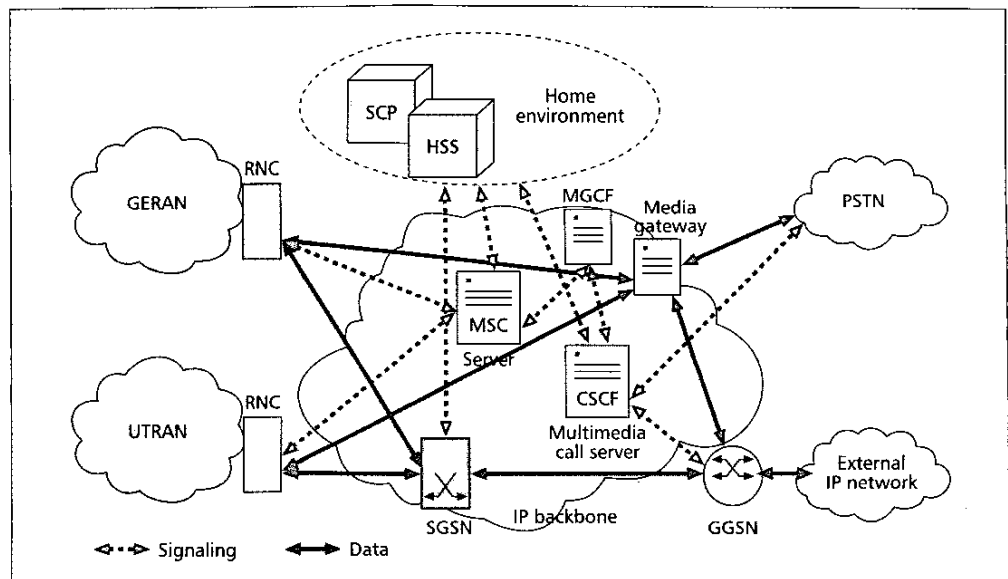 SCP
HSS
Home
environment
GERAN
RNC
MGCF
Media
gateway
PSTN
MSC
Server
UTRAN
RNC
CSCF
Multimedia
call server
SGSN
IP backbone
GGSN
External
IP network
Signaling
Data